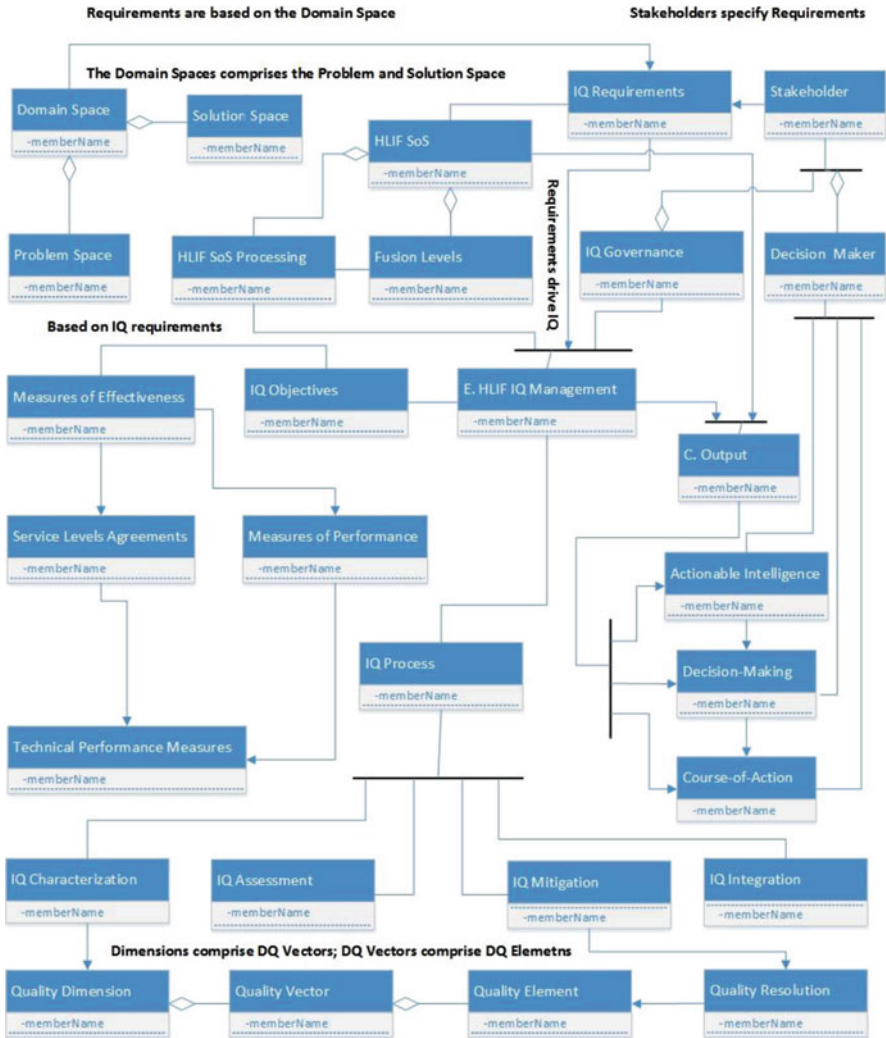 Requirements are based on the Domain Space
Stakeholders specify Requirements
The Domain Spaces comprises the Problem and Solution Space
Domain Space
-memberName
Solution Space
-memberName
HLIF SoS
-memberName
IQ Requirements
-memberName
Stakeholder
-memberName
Problem Space
-memberName
HLIF SoS Processing
-memberName
Fusion Levels
-memberName
Requirements drive IQ
IQ Governance
-memberName
Decision Maker
-memberName
Based on IQ requirements
Measures of Effectiveness
-memberName
IQ Objectives
-memberName
E. HLIF IQ Management
-memberName
C. Output
-memberName
Service Levels Agreements
-memberName
Measures of Performance
-memberName
Actionable Intelligence
-memberName
IQ Process
-memberName
Decision-Making
-memberName
Technical Performance Measures
-memberName
Course-of-Action
-memberName
IQ Characterization
-memberName
IQ Assessment
-memberName
IQ Mitigation
-memberName
IQ Integration
-memberName
Dimensions comprise DQ Vectors; DQ Vectors comprise DQ Elemetns
Quality Dimension
-memberName
Quality Vector
-memberName
Quality Element
-memberName
Quality Resolution
-memberName